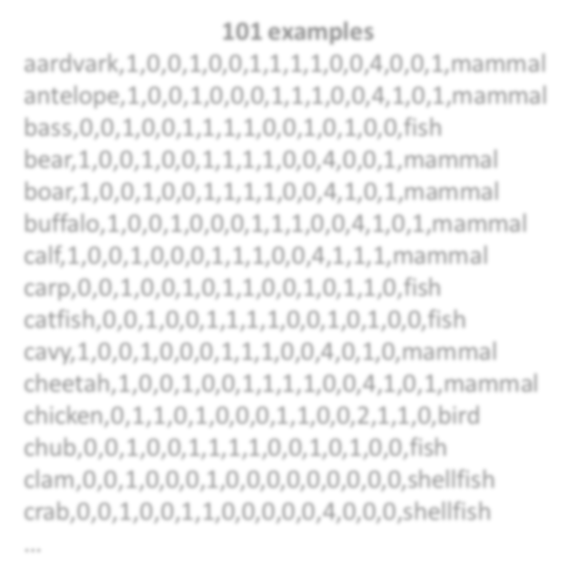 101 examples
aardvark,1,0,0,1,0,0,1,1,1,1,0,0,4,0,0,1,mammal
antelope,1,0,0,1,0,0,0,1,1,1,0,0,4,1,0,1,mammal
bass,0,0,1,0,0,1,1,1,1,0,0,1,0,1,0,0,fish
bear,1,0,0,1,0,0,1,1,1,1,0,0,4,0,0,1,mammal
boar,1,0,0,1,0,0,1,1,1,1,0,0,4,1,0,1,mammal
buffalo,1,0,0,1,0,0,0,1,1,1,0,0,4,1,0,1,mammal
calf,1,0,0,1,0,0,0,1,1,1,0,0,4,1,1,1,mammal
carp,0,0,1,0,0,1,0,1,1,0,0,1,0,1,1,0,fish
catfish,0,0,1,0,0,1,1,1,1,0,0,1,0,1,0,0,fish
cavy,1,0,0,1,0,0,0,1,1,1,0,0,4,0,1,0,mammal
cheetah,1,0,0,1,0,0,1,1,1,1,0,0,4,1,0,1,mammal
chicken,0,1,1,0,1,0,0,0,1,1,0,0,2,1,1,0,bird
chub,0,0,1,0,0,1,1,1,1,0,0,1,0,1,0,0,fish
clam,0,0,1,0,0,0,1,0,0,0,0,0,0,0,0,0,shellfish
crab,0,0,1,0,0,1,1,0,0,0,0,0,4,0,0,0,shellfish
...